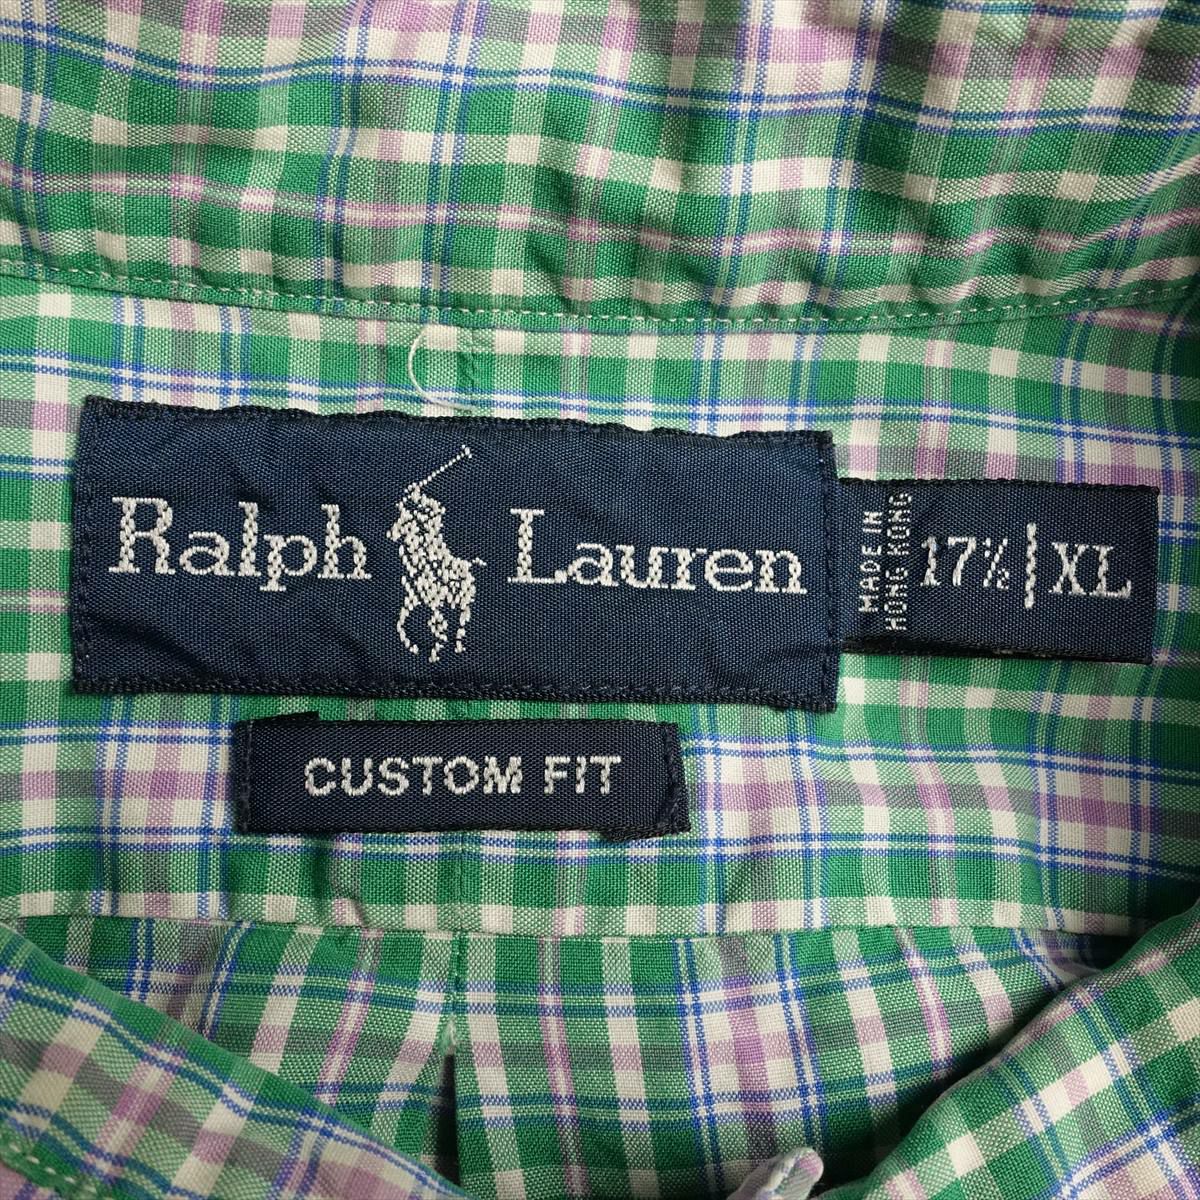 Ralph Lauren
MADE IN
HONG KONG
17½ | XL
CUSTOM FIT